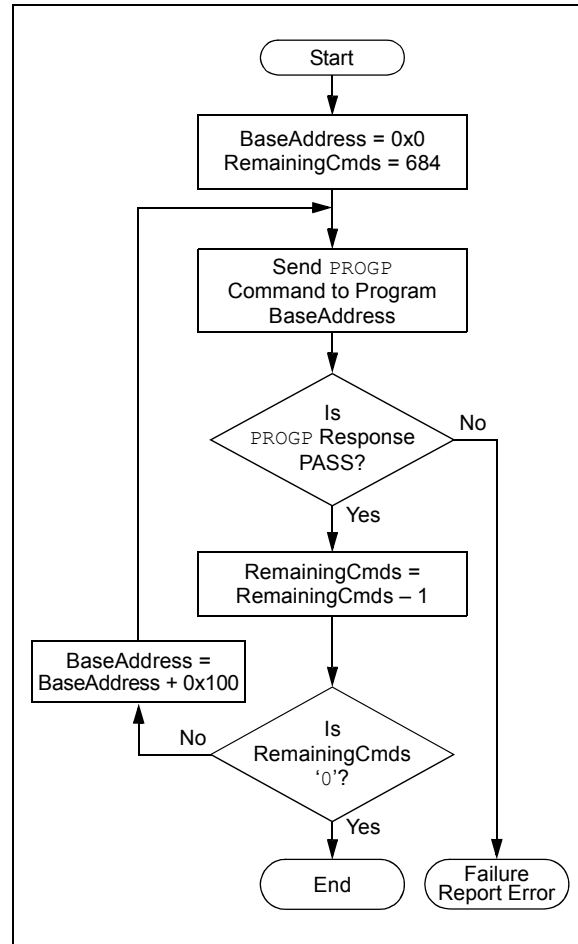 Start
BaseAddress = 0x0
RemainingCmds = 684
Send PROGP
Command to Program
BaseAddress
Is
PROGP Response
PASS?
No
Yes
RemainingCmds =
RemainingCmds – 1
BaseAddress =
BaseAddress + 0x100
No
Is
RemainingCmds
‘0’?
Yes
End
Failure
Report Error